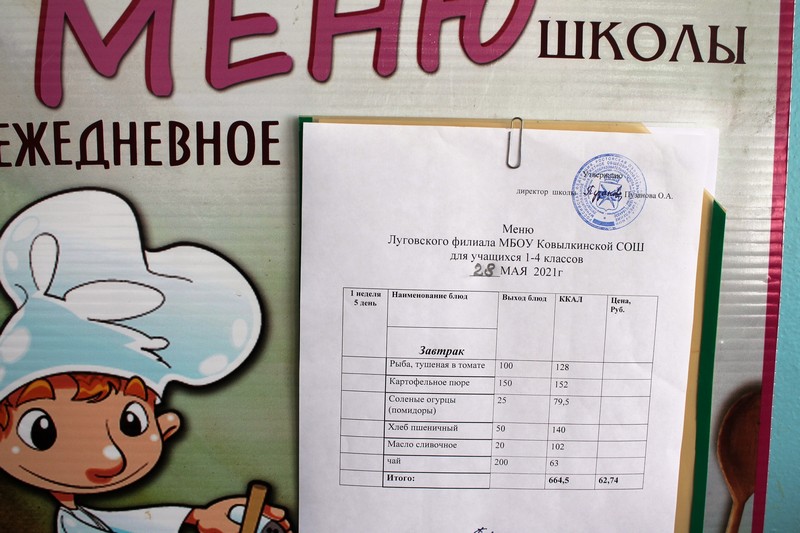 МЕНЮ
ШКОЛЫ
ЕЖЕДНЕВНОЕ
Утверждаю
директор школы Пузанова О.А.
Меню
Луговского филиала МБОУ Ковылкинской СОШ
для учащихся 1-4 классов
28 МАЯ 2021г
1 неделя 5 день Наименование блюд Выход блюд ККАЛ Цена, Руб.
Завтрак
Рыба, тушеная в томате 100 128
Картофельное пюре 150 152
Соленые огурцы (помидоры) 25 79,5
Хлеб пшеничный 50 140
Масло сливочное 20 102
чай 200 63
Итого: 664,5 62,74